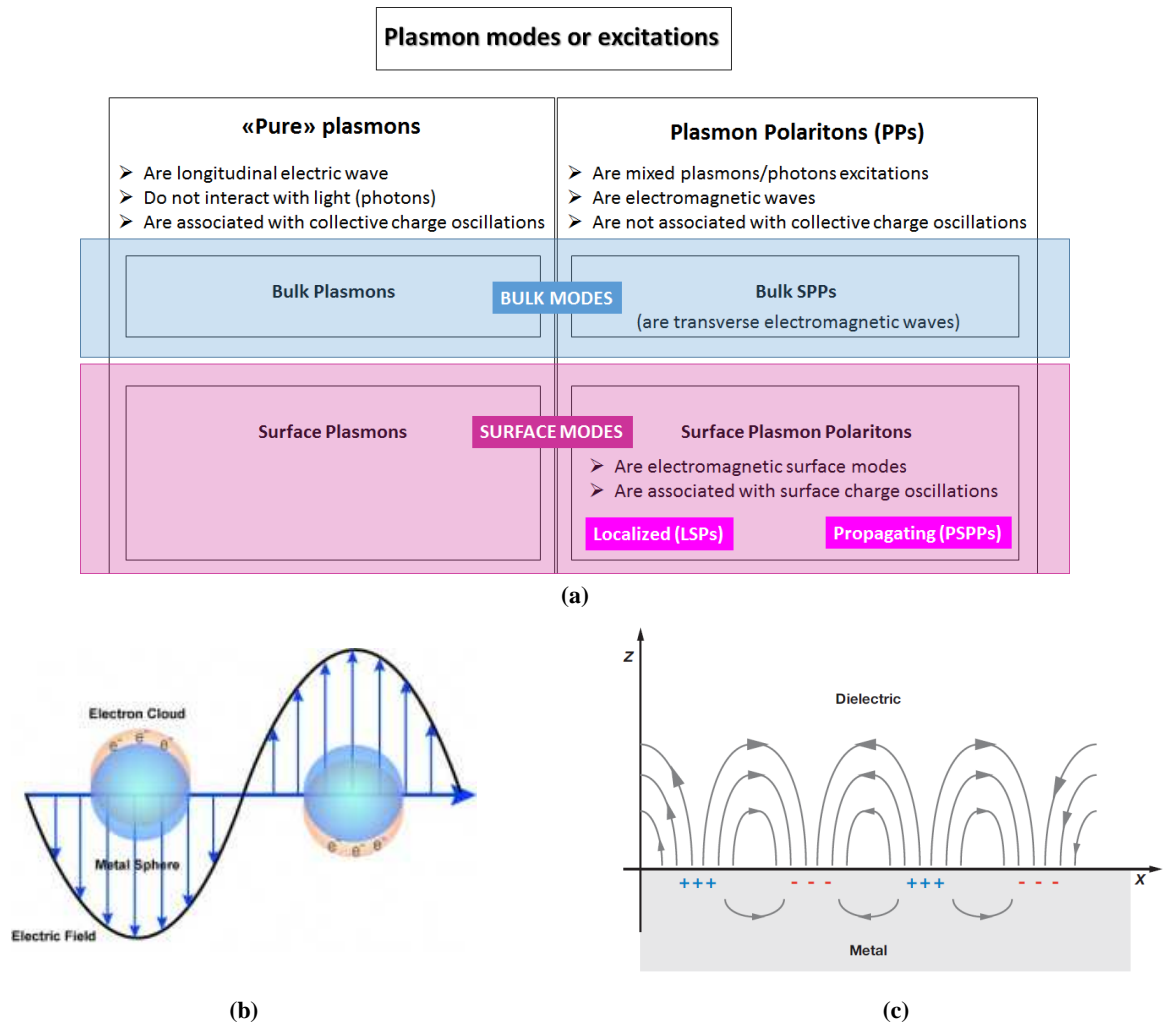 Plasmon modes or excitations
«Pure» plasmons
➢ Are longitudinal electric wave
➢ Do not interact with light (photons)
➢ Are associated with collective charge oscillations
Plasmon Polaritons (PPs)
➢ Are mixed plasmons/photons excitations
➢ Are electromagnetic waves
➢ Are not associated with collective charge oscillations
Bulk Plasmons
BULK MODES
Bulk SPPs
(are transverse electromagnetic waves)
Surface Plasmons
SURFACE MODES
Surface Plasmon Polaritons
➢ Are electromagnetic surface modes
➢ Are associated with surface charge oscillations
Localized (LSPs)
Propagating (PSPPs)
(a)
Electron Cloud
e⁻ e⁻ e⁻
Metal Sphere
Electric Field
e⁻ e⁻ e⁻
(b)
z
Dielectric
+++ - - - +++ - - -
x
Metal
(c)